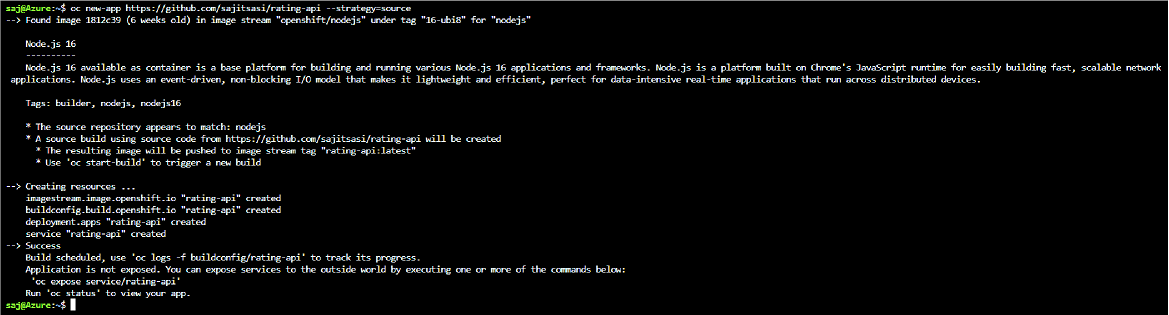 saj@Azure:~$ oc new-app https://github.com/sajitsasi/rating-api --strategy=source
--> Found image 1812c39 (6 weeks old) in image stream "openshift/nodejs" under tag "16-ubi8" for "nodejs"
Node.js 16
----------
Node.js 16 available as container is a base platform for building and running various Node.js 16 applications and frameworks. Node.js is a platform built on Chrome's JavaScript runtime for easily building fast, scalable network
applications. Node.js uses an event-driven, non-blocking I/O model that makes it lightweight and efficient, perfect for data-intensive real-time applications that run across distributed devices.
Tags: builder, nodejs, nodejs16
* The source repository appears to match: nodejs
* A source build using source code from https://github.com/sajitsasi/rating-api will be created
* The resulting image will be pushed to image stream tag "rating-api:latest"
* Use 'oc start-build' to trigger a new build
--> Creating resources ...
imagestream.image.openshift.io "rating-api" created
buildconfig.build.openshift.io "rating-api" created
deployment.apps "rating-api" created
service "rating-api" created
--> Success
Build scheduled, use 'oc logs -f buildconfig/rating-api' to track its progress.
Application is not exposed. You can expose services to the outside world by executing one or more of the commands below:
'oc expose service/rating-api'
Run 'oc status' to view your app.
saj@Azure:~$